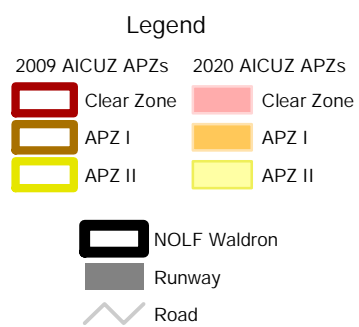 Legend
2009 AICUZ APZs 2020 AICUZ APZs
Clear Zone Clear Zone
APZ I APZ I
APZ II APZ II
NOLF Waldron
Runway
Road